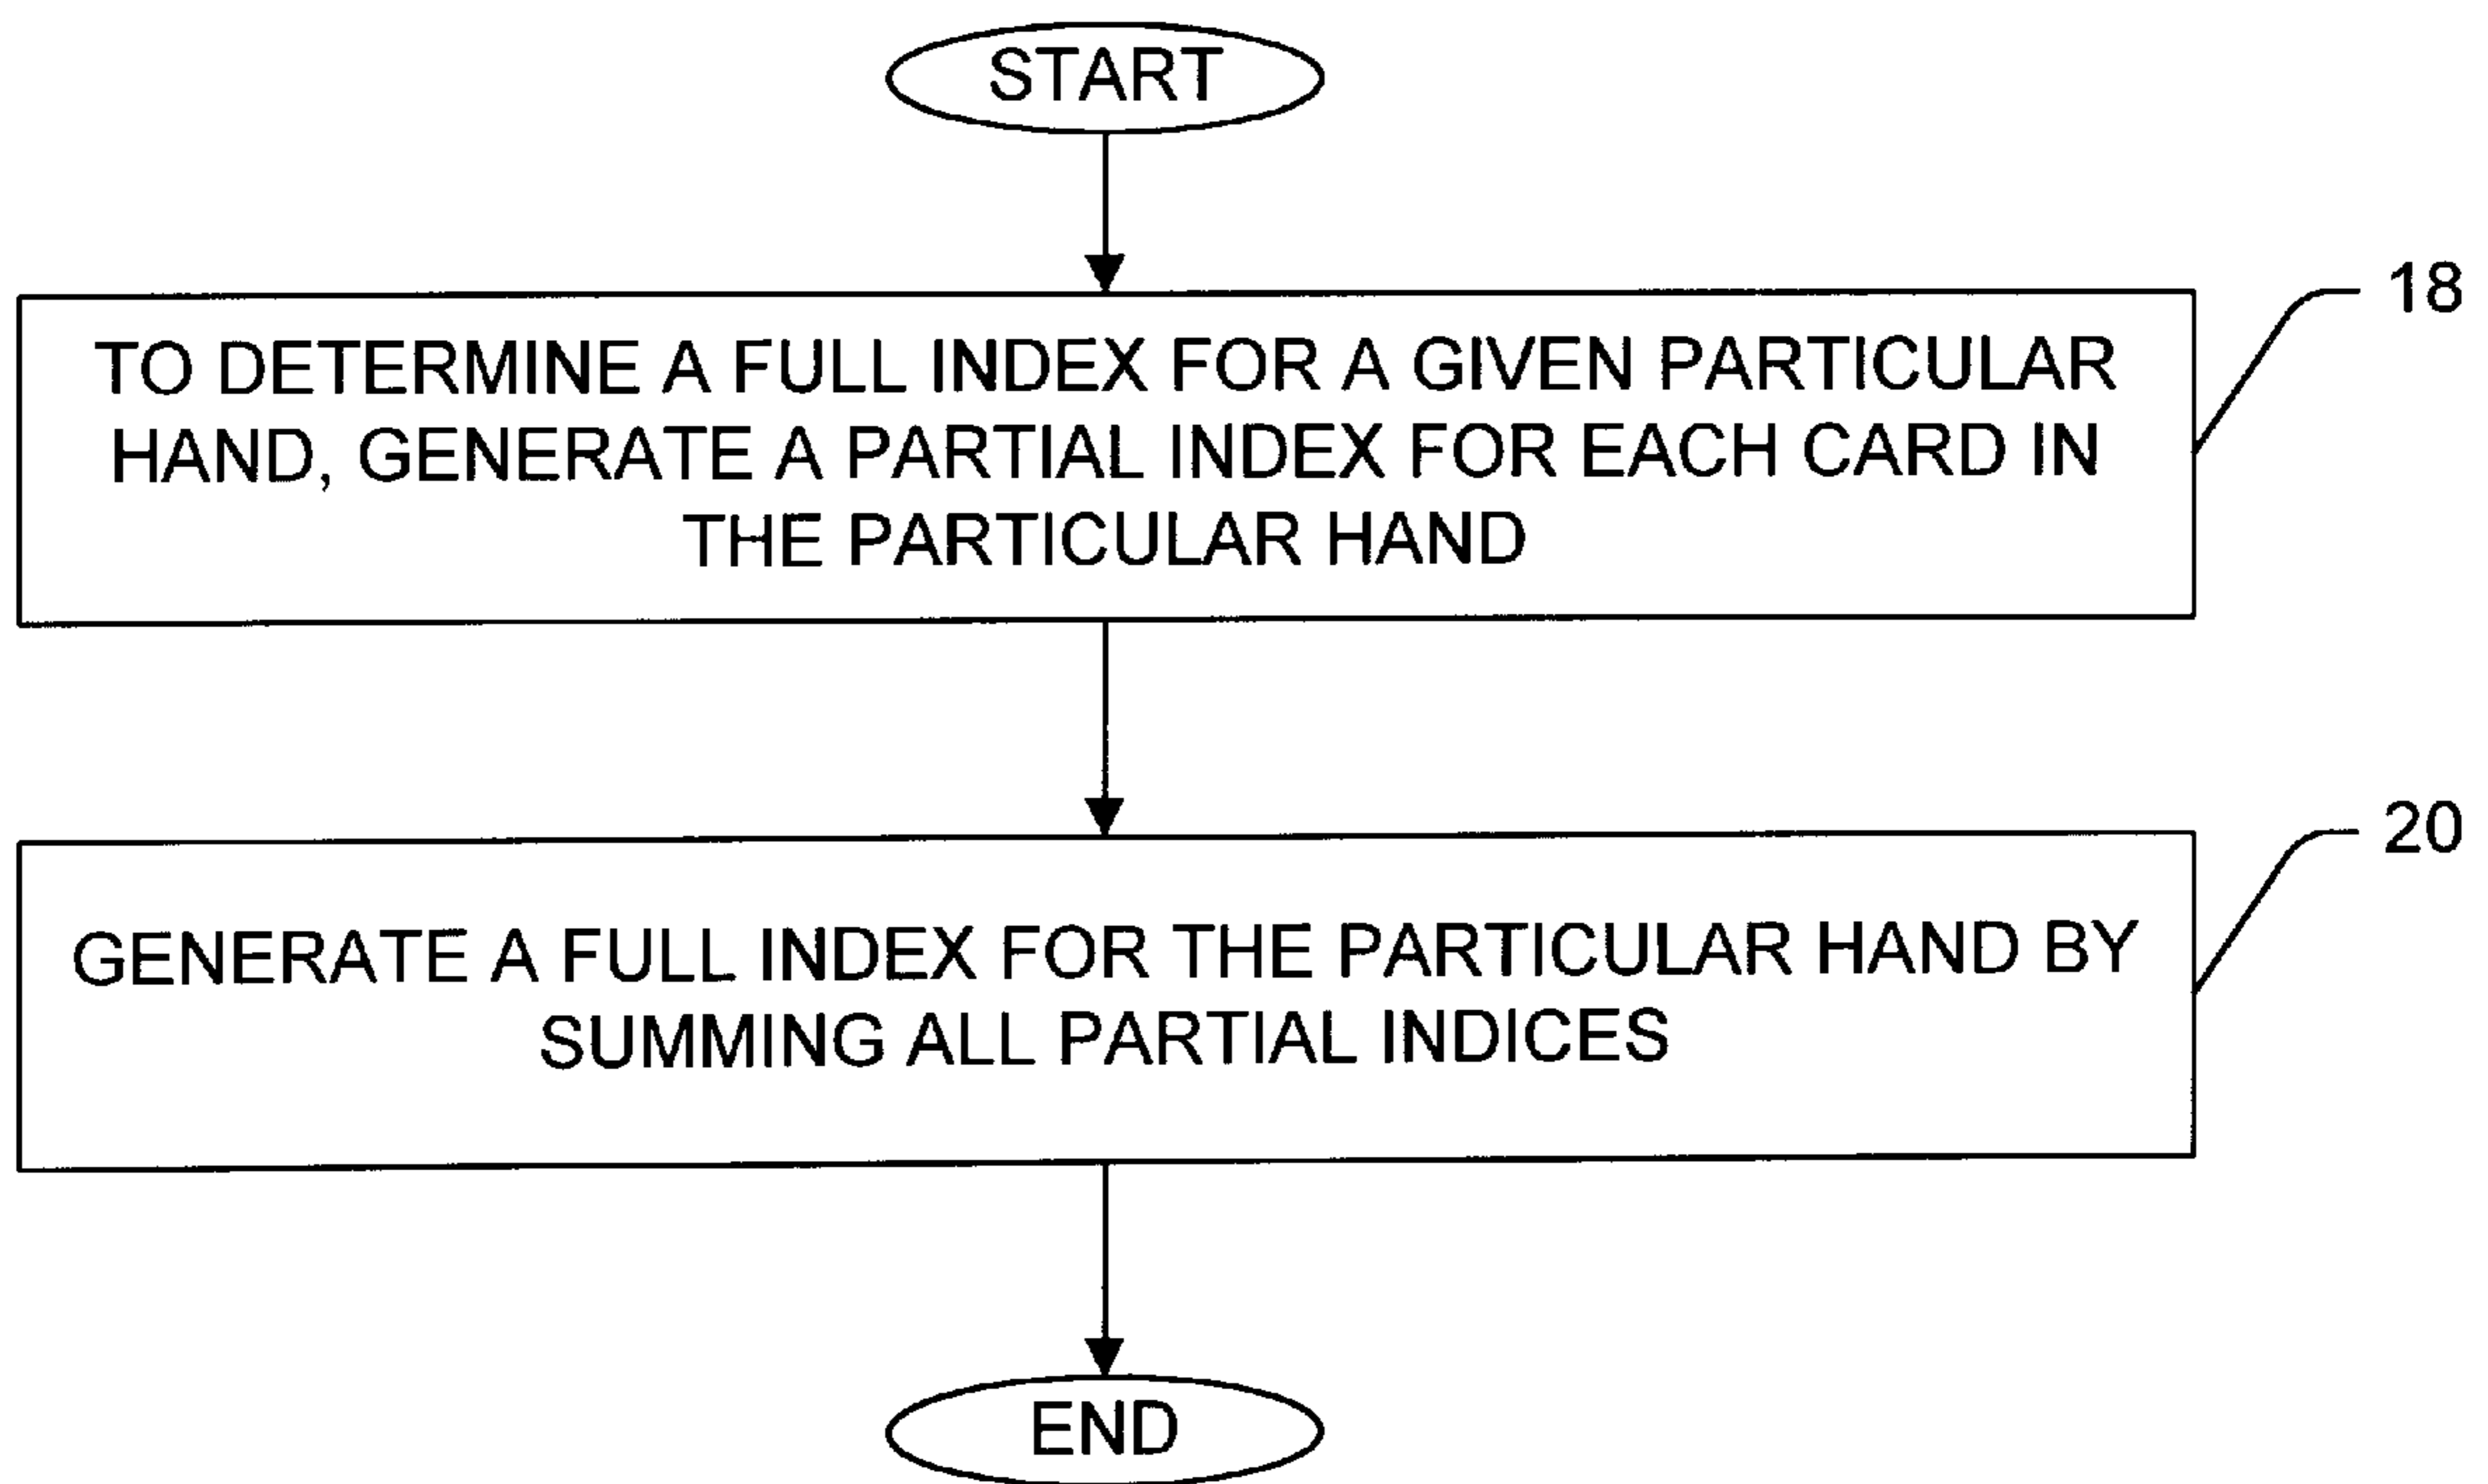 START
18
TO DETERMINE A FULL INDEX FOR A GIVEN PARTICULAR
HAND, GENERATE A PARTIAL INDEX FOR EACH CARD IN
THE PARTICULAR HAND
20
GENERATE A FULL INDEX FOR THE PARTICULAR HAND BY
SUMMING ALL PARTIAL INDICES
END